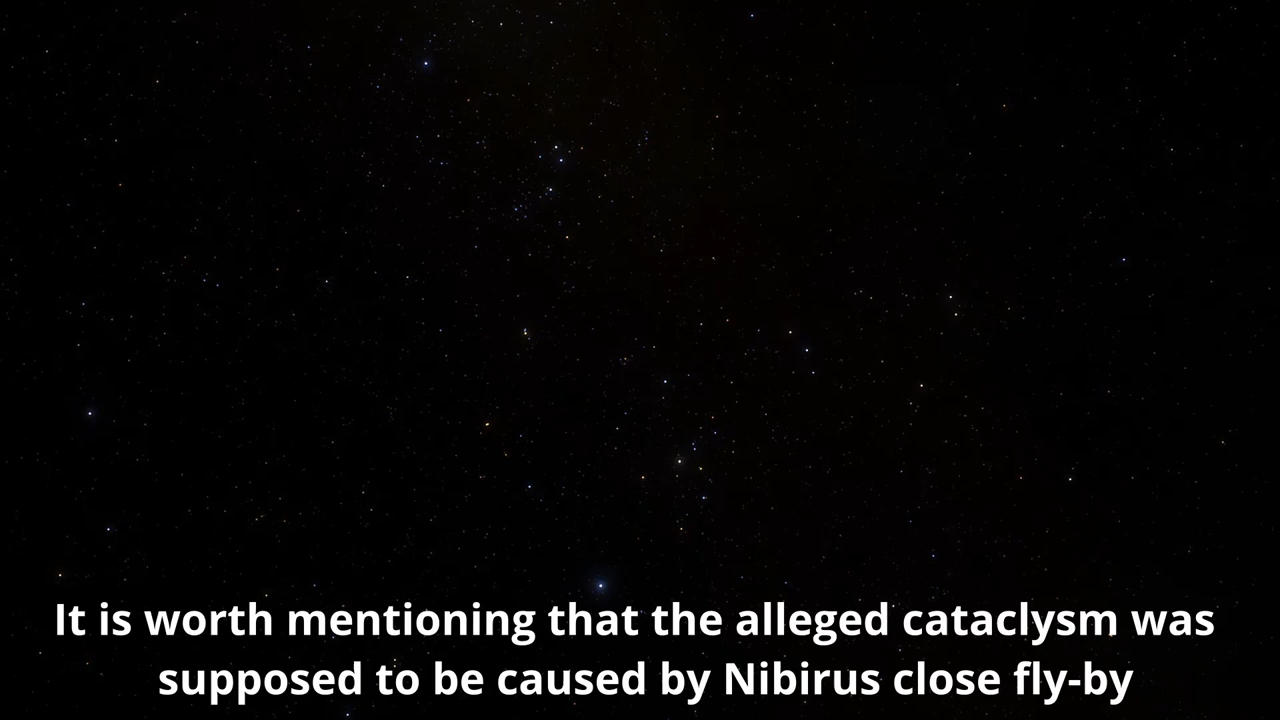 It is worth mentioning that the alleged cataclysm was
supposed to be caused by Nibirus close fly-by